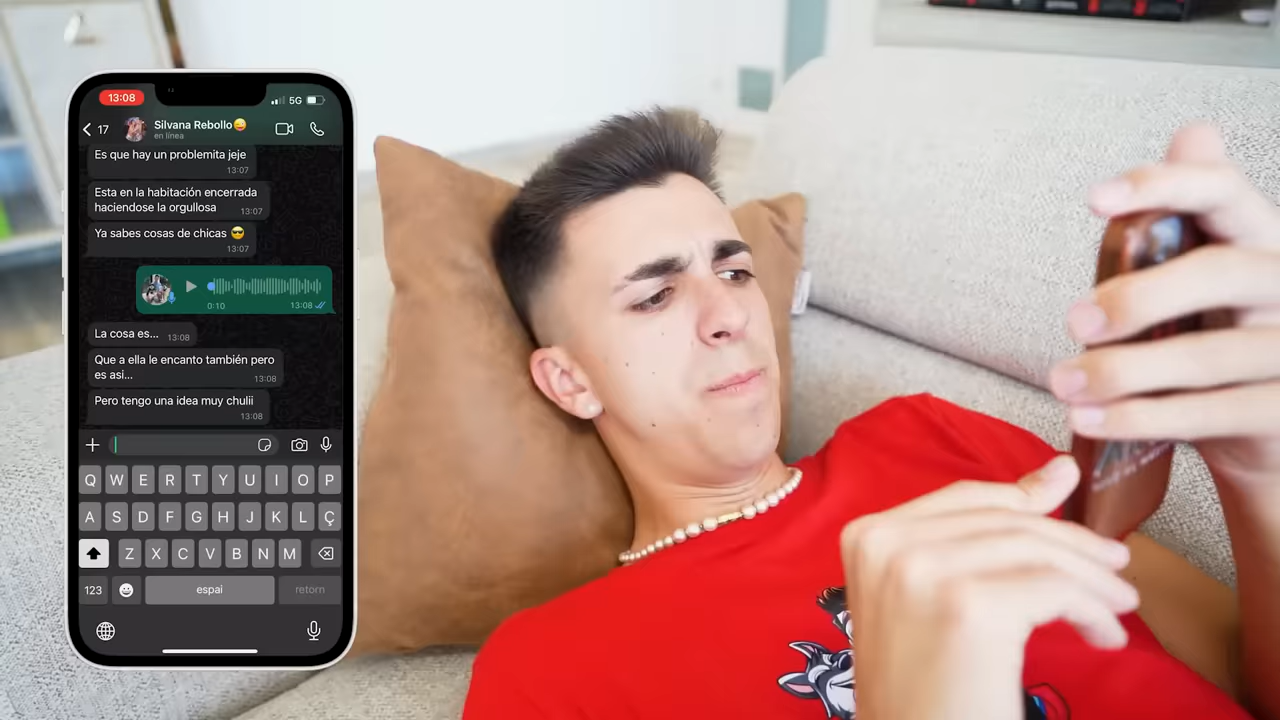 13:08
5G
17
Silvana Rebollo😜
en línea
Es que hay un problemita jeje
13:07
Esta en la habitación encerrada
haciendose la orgullosa
13:07
Ya sabes cosas de chicas 😎
13:07
0:10
13:08
La cosa es...
13:08
Que a ella le encanto también pero
es asi...
13:08
Pero tengo una idea muy chulii
13:08
Q W E R T Y U I O P
A S D F G H J K L Ç
Z X C V B N M
123
espai
retorn